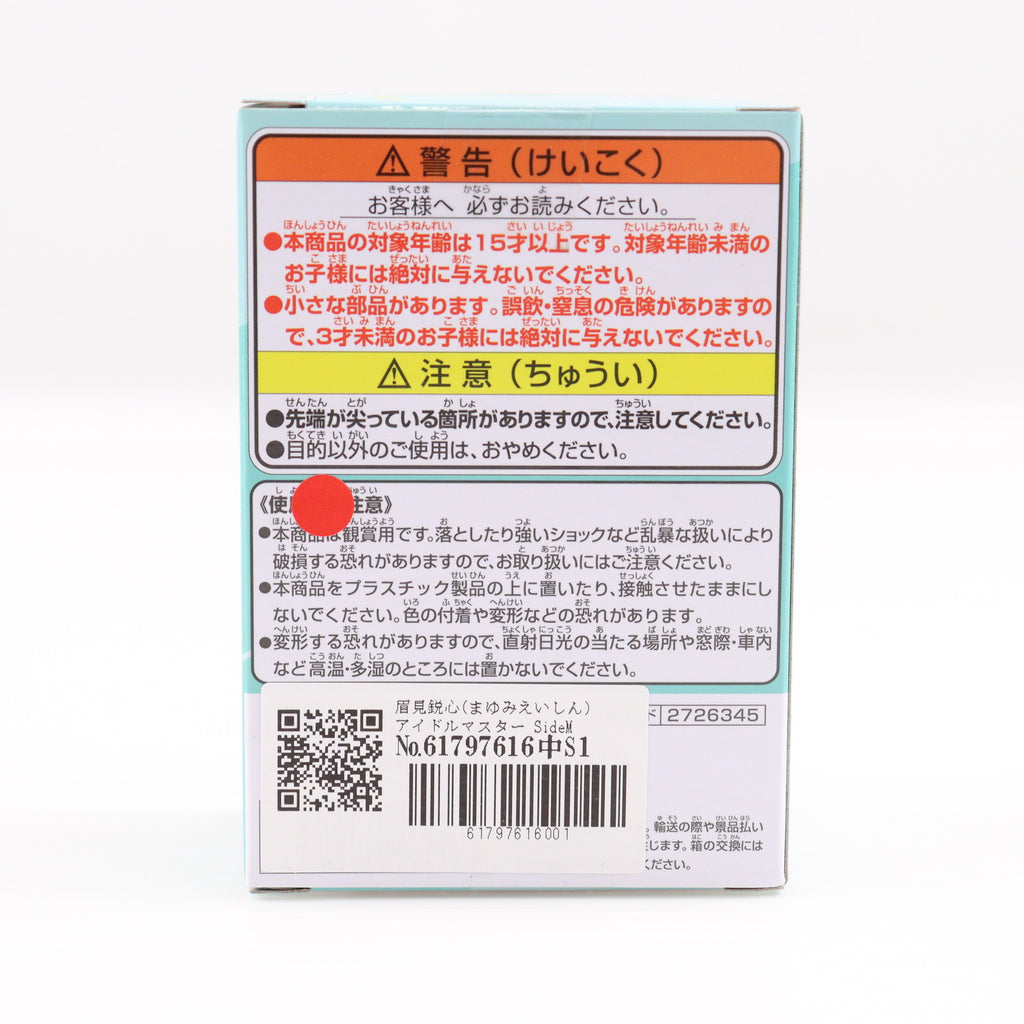 ⚠警告（けいこく）
お客様へ 必ずお読みください。
●本商品の対象年齢は15才以上です。対象年齢未満の
お子様には絶対に与えないでください。
●小さな部品があります。誤飲・窒息の危険がありますの
で、3才未満のお子様には絶対に与えないでください。
⚠注意（ちゅうい）
●先端が尖っている箇所がありますので、注意してください。
●目的以外のご使用は、おやめください。
《使 注意》
●本商品は観賞用です。落としたり強いショックなど乱暴な扱いにより
破損する恐れがありますので、お取り扱いにはご注意ください。
●本商品をプラスチック製品の上に置いたり、接触させたままにし
ないでください。色の付着や変形などの恐れがあります。
●変形する恐れがありますので、直射日光の当たる場所や窓際・車内
など高温・多湿のところには置かないでください。
眉見鋭心(まゆみえいしん)
アイドルマスター SideM
No.61797616中S1
61797616001
ド 2726345
輸送の際や景品払い
じます。箱の交換には
ください。